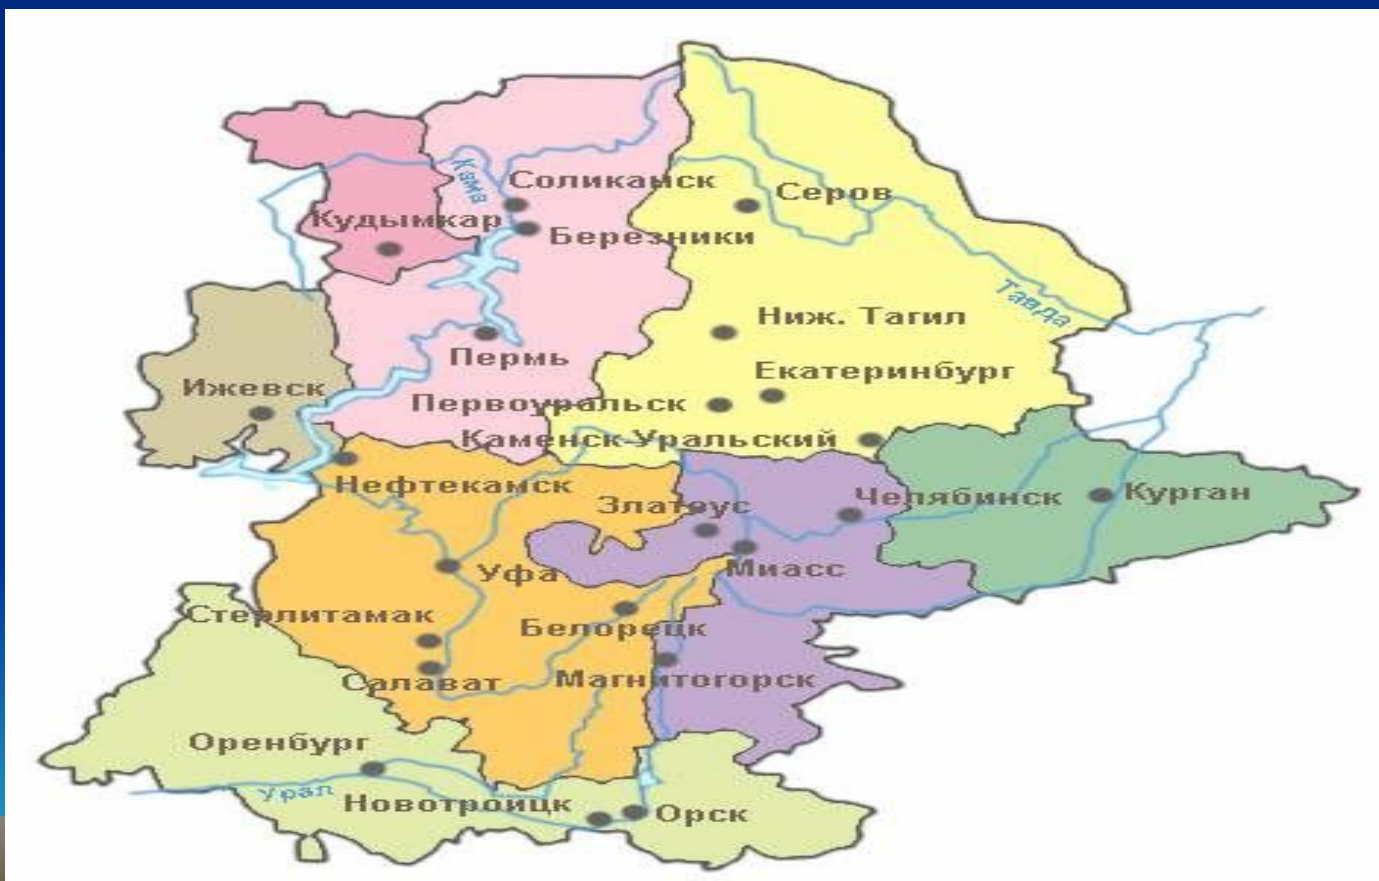 Кама
Соликамск
Серов
Кудымкар
Березники
Тавда
Ниж. Тагил
Пермь
Екатеринбург
Ижевск
Первоуральск
Каменск-Уральский
Нефтекамск
Златоус
Челябинск
Курган
Уфа
Миасс
Стерлитамак
Белорецк
Салават
Магнитогорск
Оренбург
Урал
Новотроицк
Орск